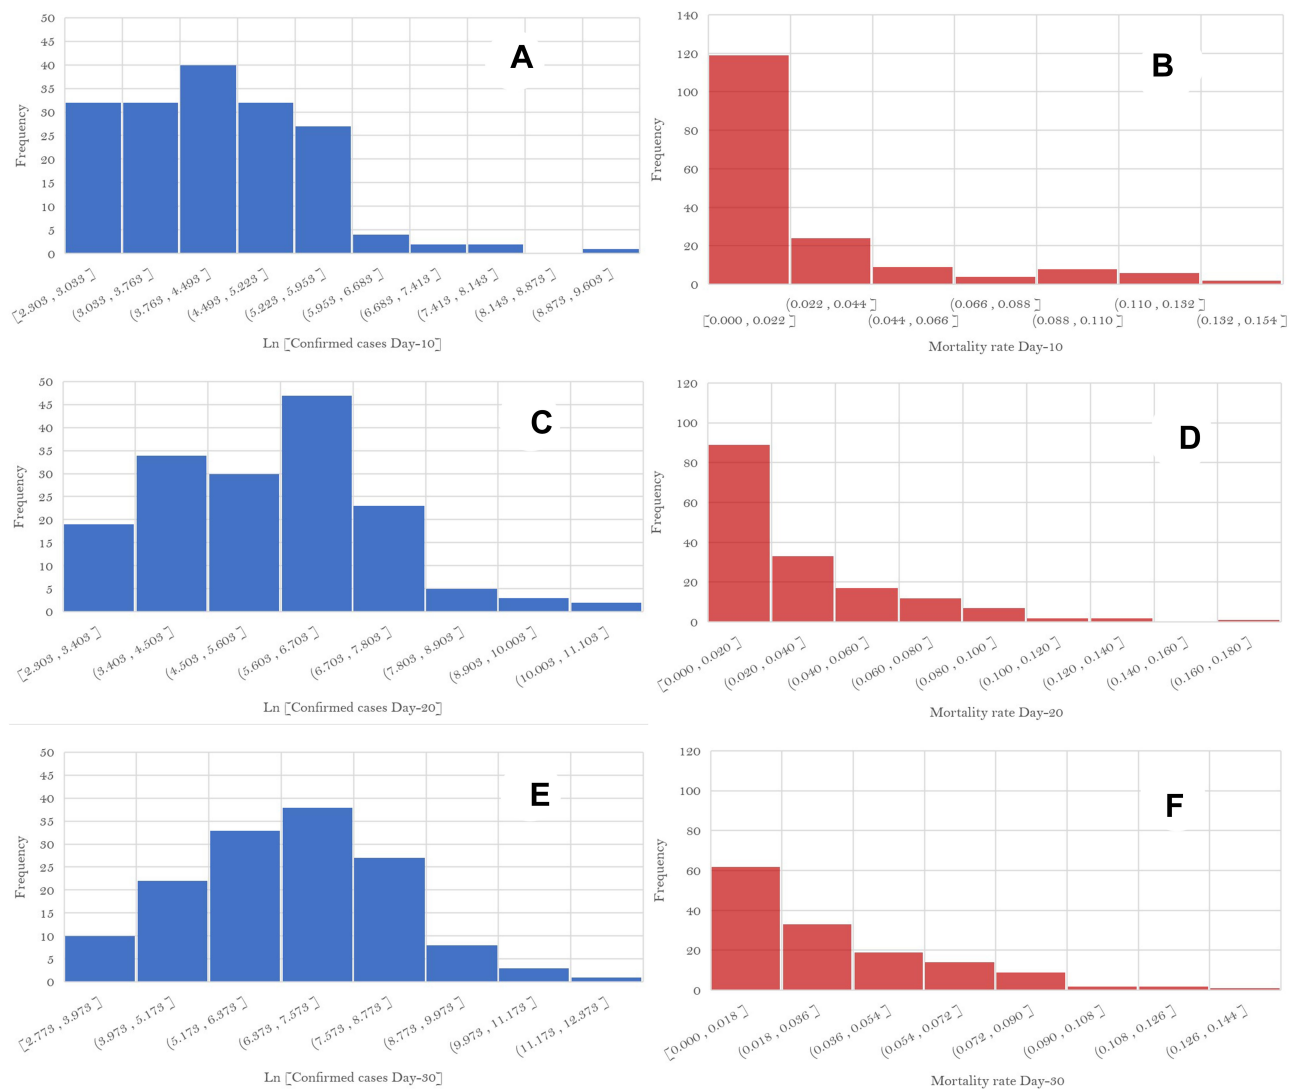 50
45
40
35
30
25
20
15
10
5
0
Frequency
A
[2.303 , 3.033 ]
(3.033 , 3.763 ]
(3.763 , 4.493 ]
(4.493 , 5.223 ]
(5.223 , 5.953 ]
(5.953 , 6.683 ]
(6.683 , 7.413 ]
(7.413 , 8.143 ]
(8.143 , 8.873 ]
(8.873 , 9.603 ]
Ln [Confirmed cases Day-10]
140
120
100
80
60
40
20
0
Frequency
B
[0.000 , 0.022 ]
(0.022 , 0.044 ]
(0.044 , 0.066 ]
(0.066 , 0.088 ]
(0.088 , 0.110 ]
(0.110 , 0.132 ]
(0.132 , 0.154 ]
Mortality rate Day-10
50
45
40
35
30
25
20
15
10
5
0
Frequency
C
[2.303 , 3.403 ]
(3.403 , 4.503 ]
(4.503 , 5.603 ]
(5.603 , 6.703 ]
(6.703 , 7.803 ]
(7.803 , 8.903 ]
(8.903 , 10.003 ]
(10.003 , 11.103 ]
Ln [Confirmed cases Day-20]
120
100
80
60
40
20
0
Frequency
D
[0.000 , 0.020 ]
(0.020 , 0.040 ]
(0.040 , 0.060 ]
(0.060 , 0.080 ]
(0.080 , 0.100 ]
(0.100 , 0.120 ]
(0.120 , 0.140 ]
(0.140 , 0.160 ]
(0.160 , 0.180 ]
Mortality rate Day-20
50
45
40
35
30
25
20
15
10
5
0
Frequency
E
[2.773 , 3.973 ]
(3.973 , 5.173 ]
(5.173 , 6.373 ]
(6.373 , 7.573 ]
(7.573 , 8.773 ]
(8.773 , 9.973 ]
(9.973 , 11.173 ]
(11.173 , 12.373 ]
Ln [Confirmed cases Day-30]
120
100
80
60
40
20
0
Frequency
F
[0.000 , 0.018 ]
(0.018 , 0.036 ]
(0.036 , 0.054 ]
(0.054 , 0.072 ]
(0.072 , 0.090 ]
(0.090 , 0.108 ]
(0.108 , 0.126 ]
(0.126 , 0.144 ]
Mortality rate Day-30